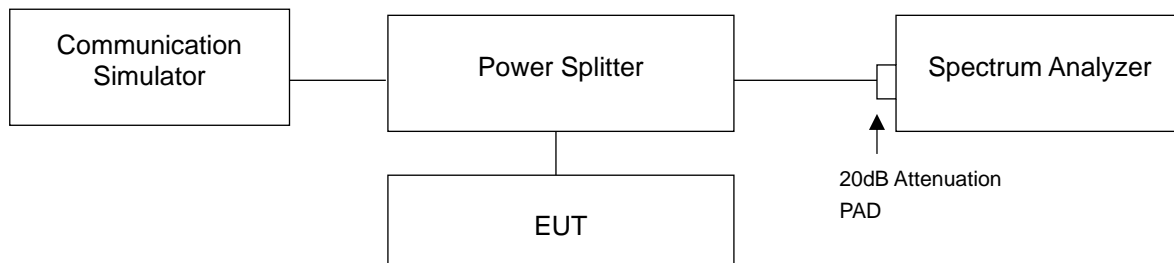 Communication
Simulator
Power Splitter
Spectrum Analyzer
20dB Attenuation
PAD
EUT